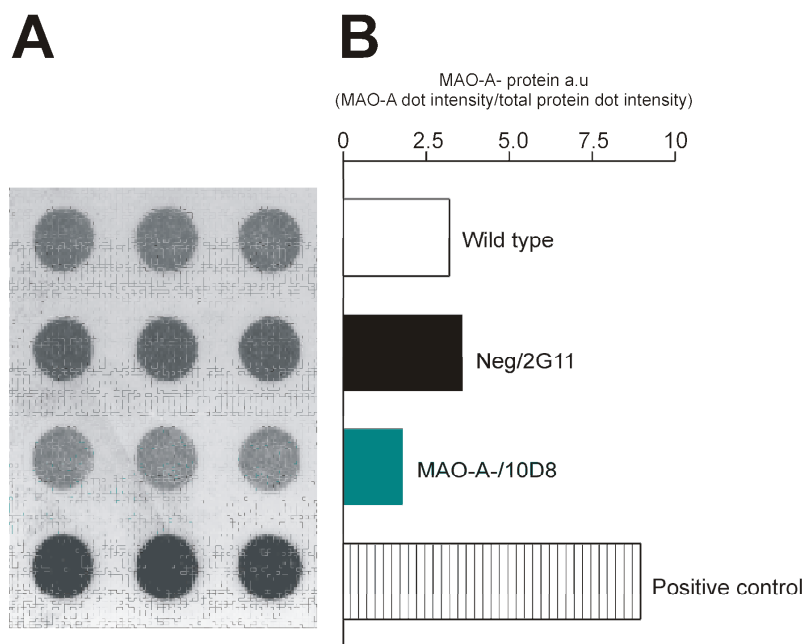 A
B
MAO-A- protein a.u
(MAO-A dot intensity/total protein dot intensity)
0 2.5 5.0 7.5 10
Wild type
Neg/2G11
MAO-A-/10D8
Positive control